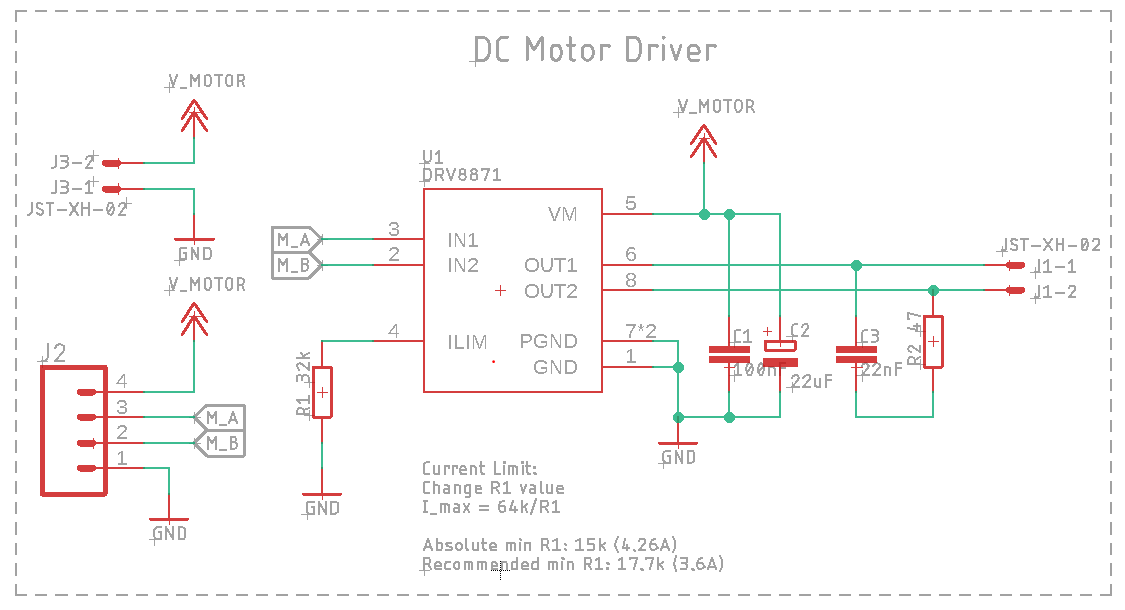 DC Motor Driver
V_MOTOR
J3-2
J3-1
JST-XH-02
GND
V_MOTOR
J2
4
3
2
1
M_A
M_B
GND
M_A
M_B
3
2
4
R1 32k
GND
U1
DRV8871
IN1
IN2
ILIM
VM
OUT1
OUT2
PGND
GND
5
6
8
7*2
1
V_MOTOR
C1
100nF
C2
22uF
C3
22nF
R2 47
GND
JST-XH-02
J1-1
J1-2
Current Limit:
Change R1 value
I_max = 64k/R1
Absolute min R1: 15k (4.26A)
Recommended min R1: 17.7k (3.6A)